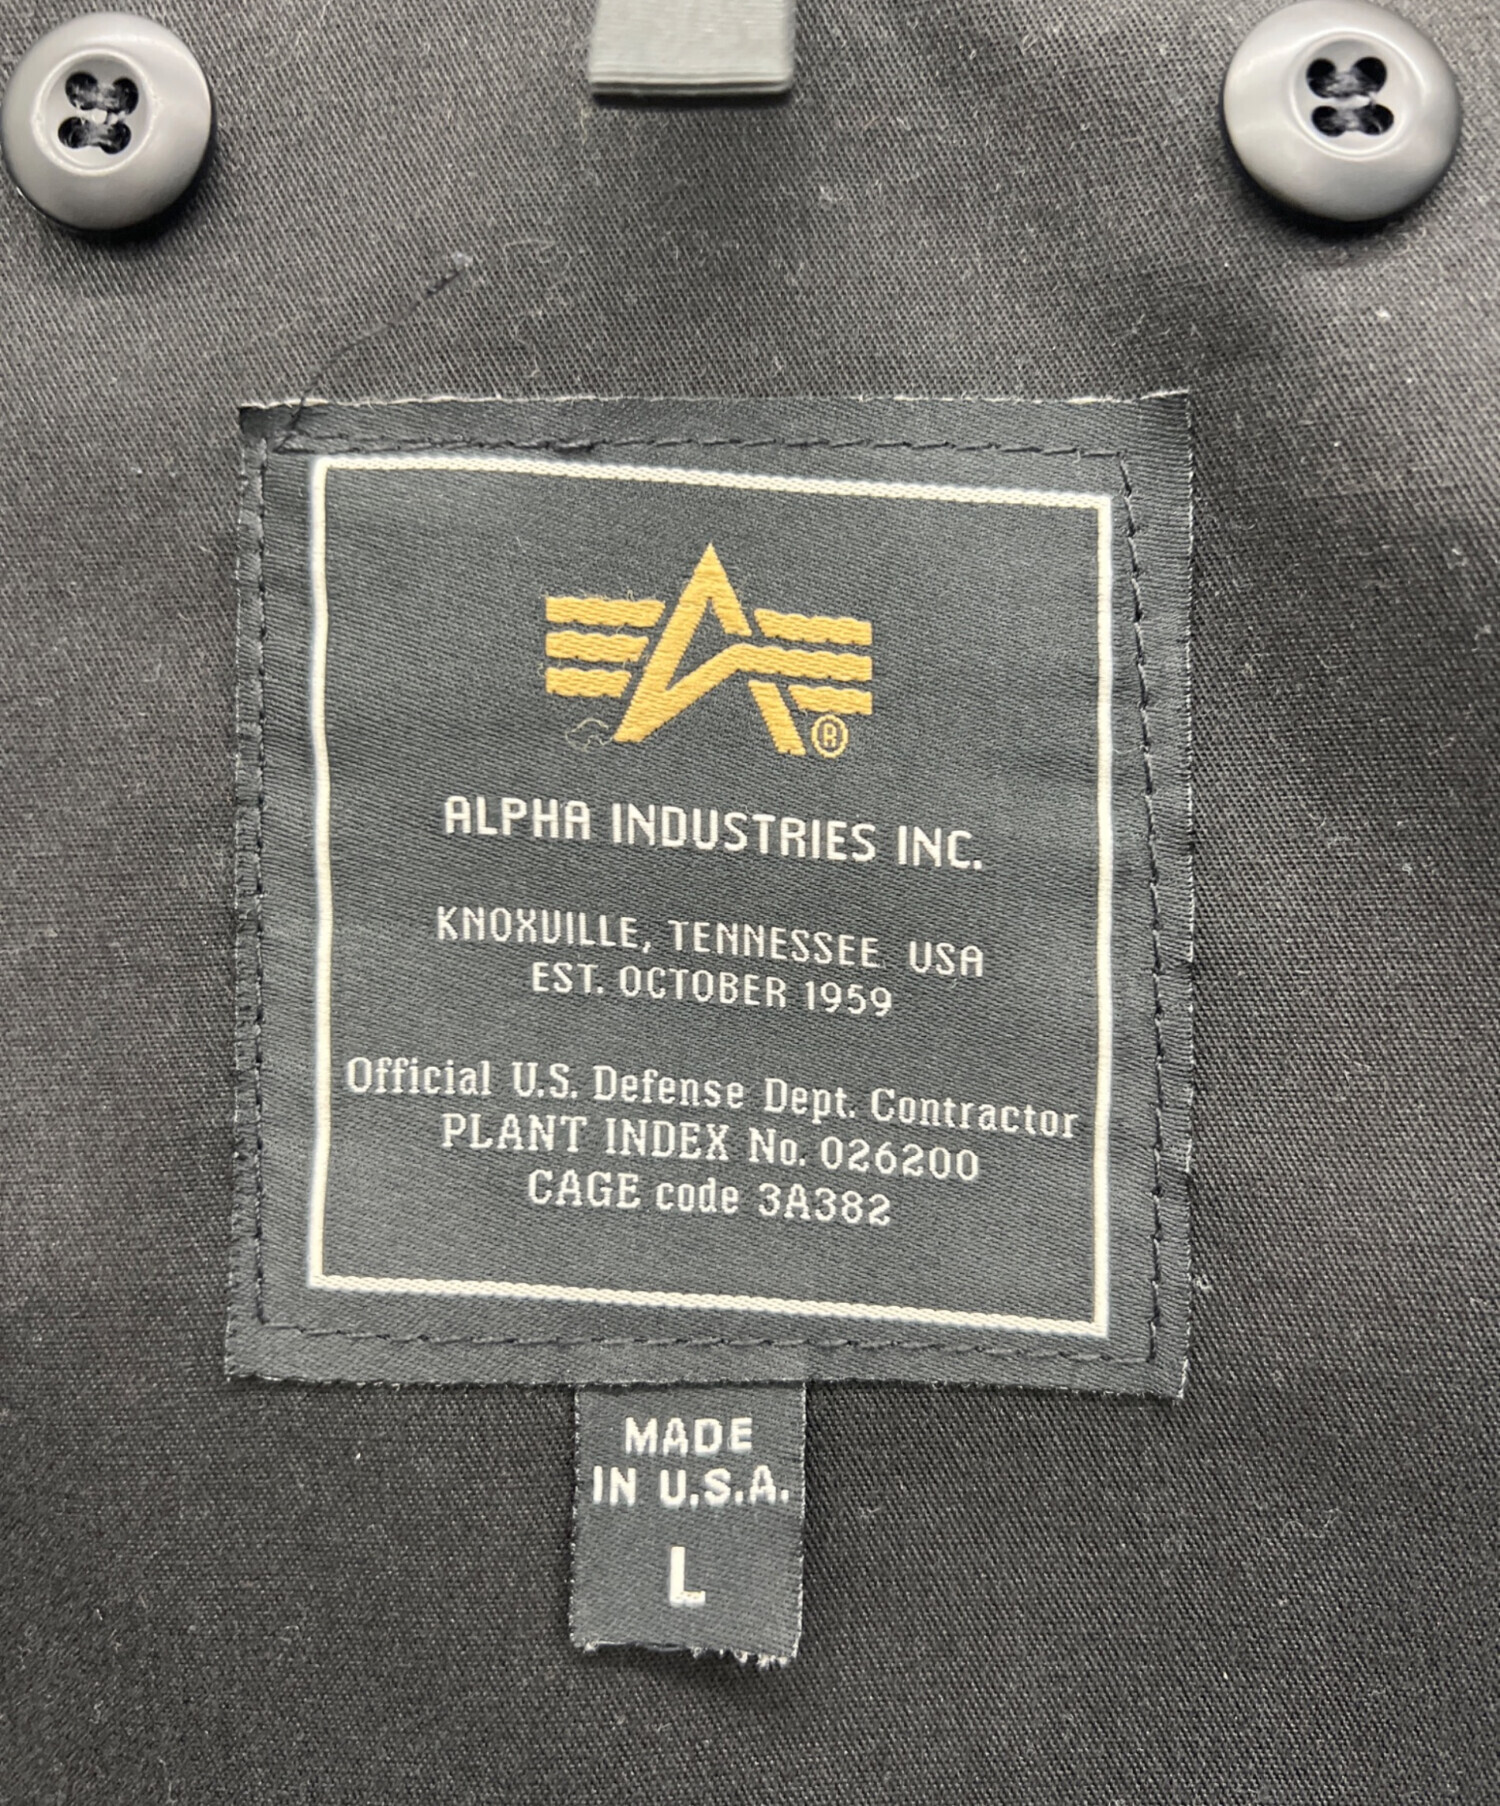 ®
ALPHA INDUSTRIES INC.
KNOXVILLE, TENNESSEE USA
EST. OCTOBER 1959
Official U.S. Defense Dept. Contractor
PLANT INDEX No. 026200
CAGE code 3A382
MADE
IN U.S.A.
L